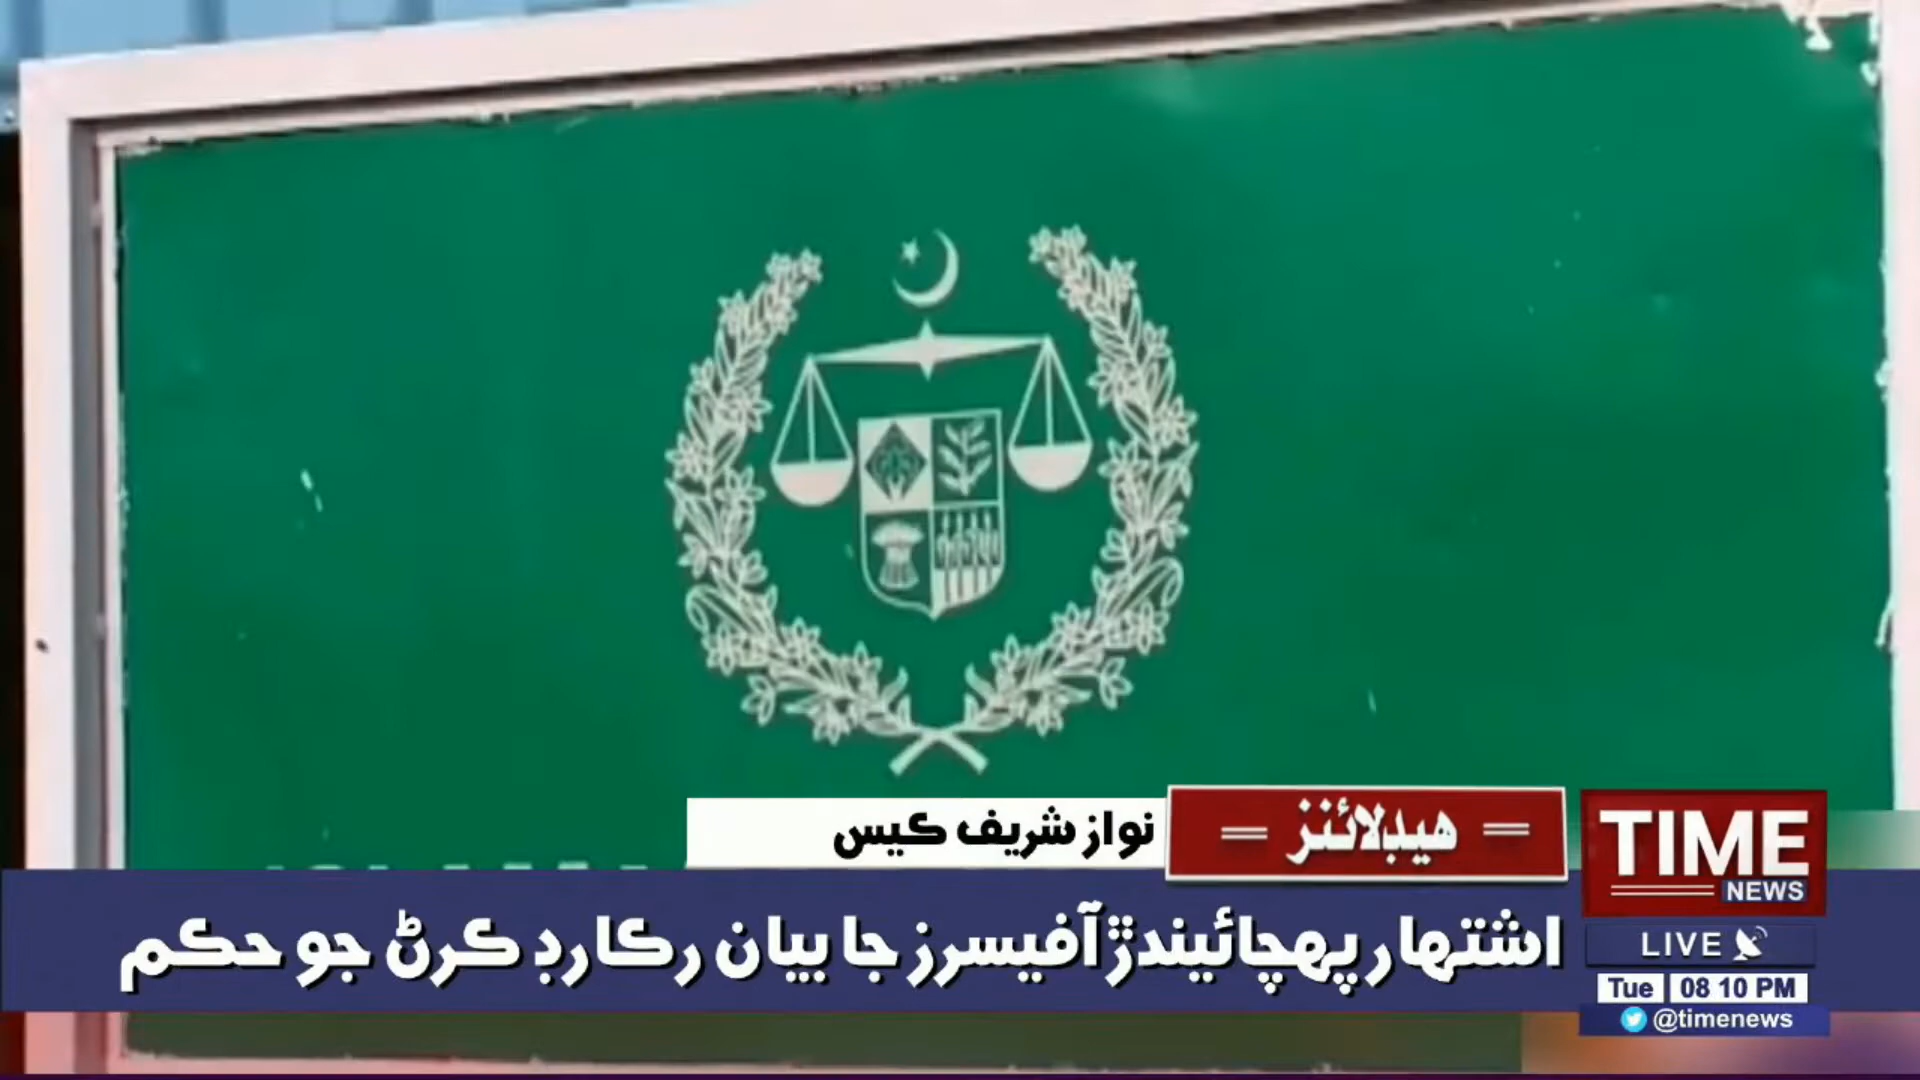 نواز شريف ڪيس
هيڊلائنز
TIME
NEWS
اشتهار پهچائيندڙ آفيسرز جا بيان رڪارڊ ڪرڻ جو حڪم
LIVE
Tue 08 10 PM
@timenews